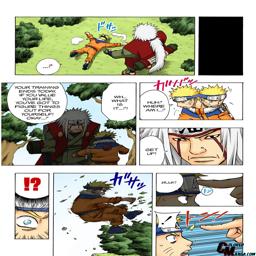 HUH?
WHERE
AM I...?
WH...
WHAT
IS
IT...?
YOUR TRAINING
ENDS TODAY.
IF YOU VALUE
YOUR LIFE,
YOU'VE GOT TO
FIGURE THINGS
OUT FOR
YOURSELF!
OKAY...
GET
UP!
HUH?
!?